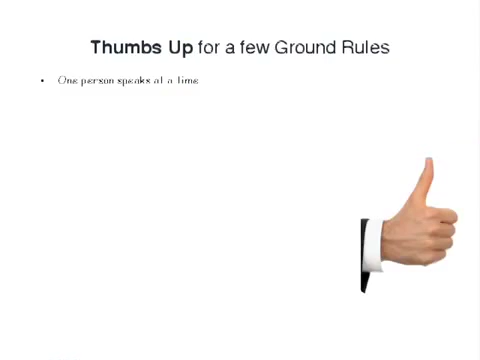 Thumbs Up for a few Ground Rules
• One person speaks at a time